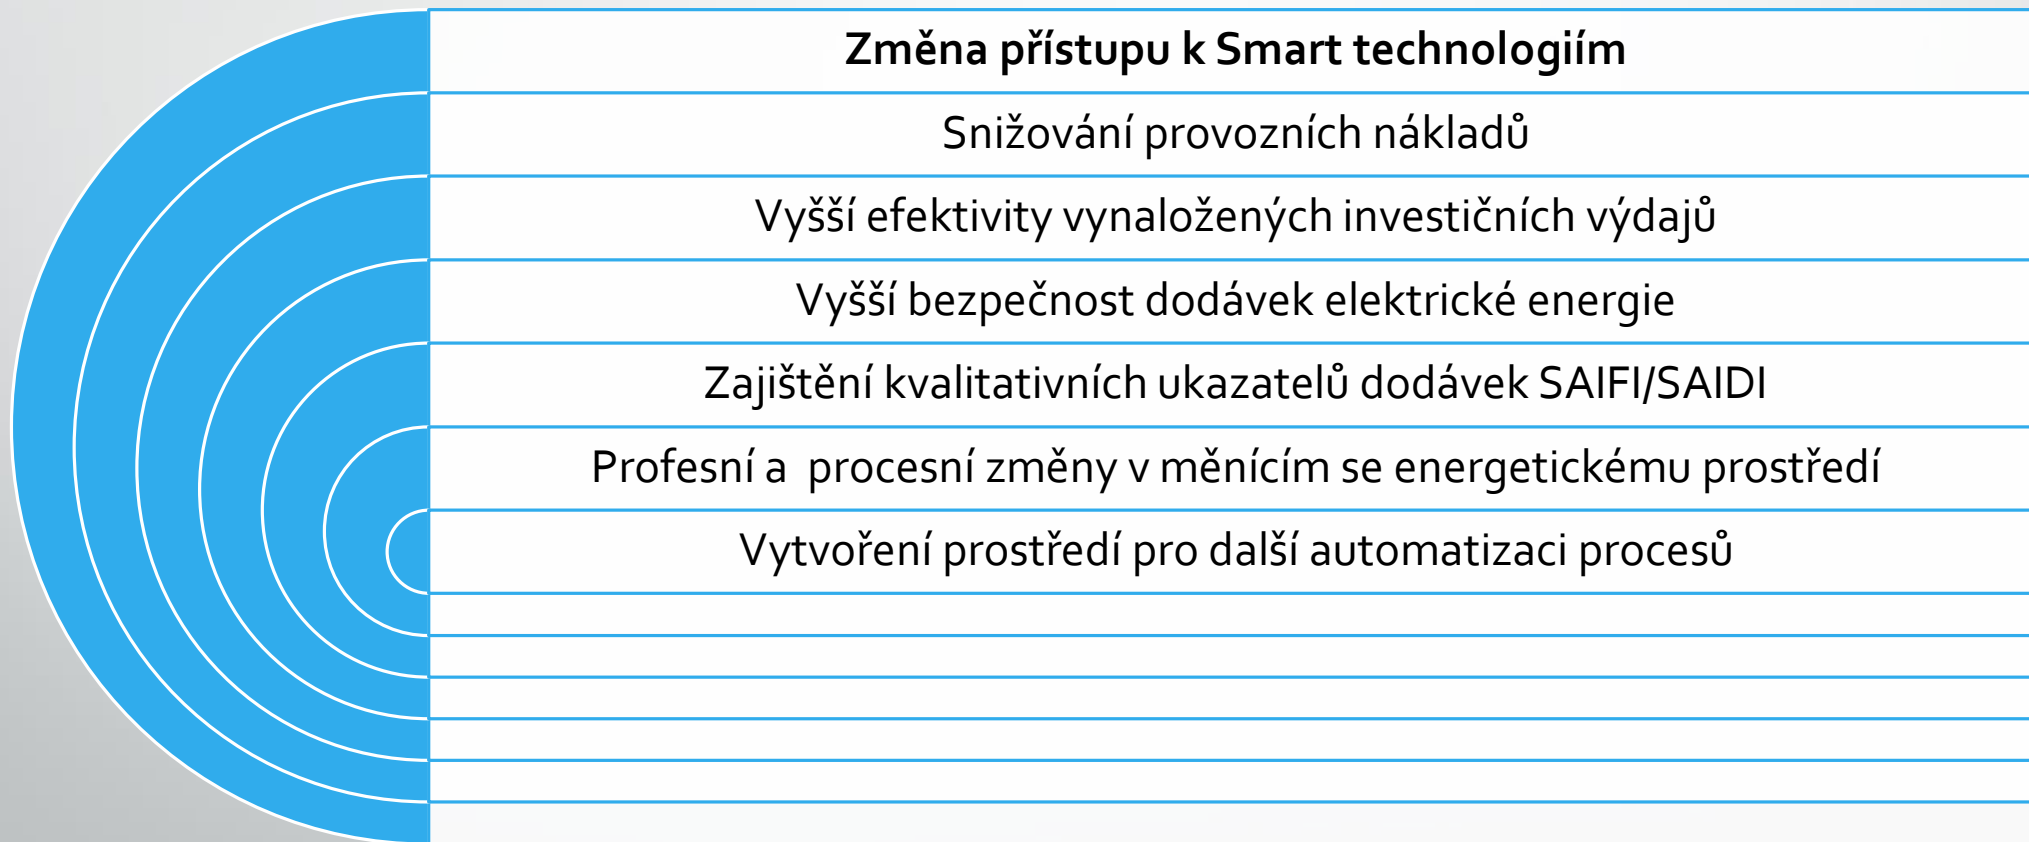 Změna přístupu k Smart technologiím
Snižování provozních nákladů
Vyšší efektivity vynaložených investičních výdajů
Vyšší bezpečnost dodávek elektrické energie
Zajištění kvalitativních ukazatelů dodávek SAIFI/SAIDI
Profesní a  procesní změny v měnícím se energetickému prostředí
Vytvoření prostředí pro další automatizaci procesů